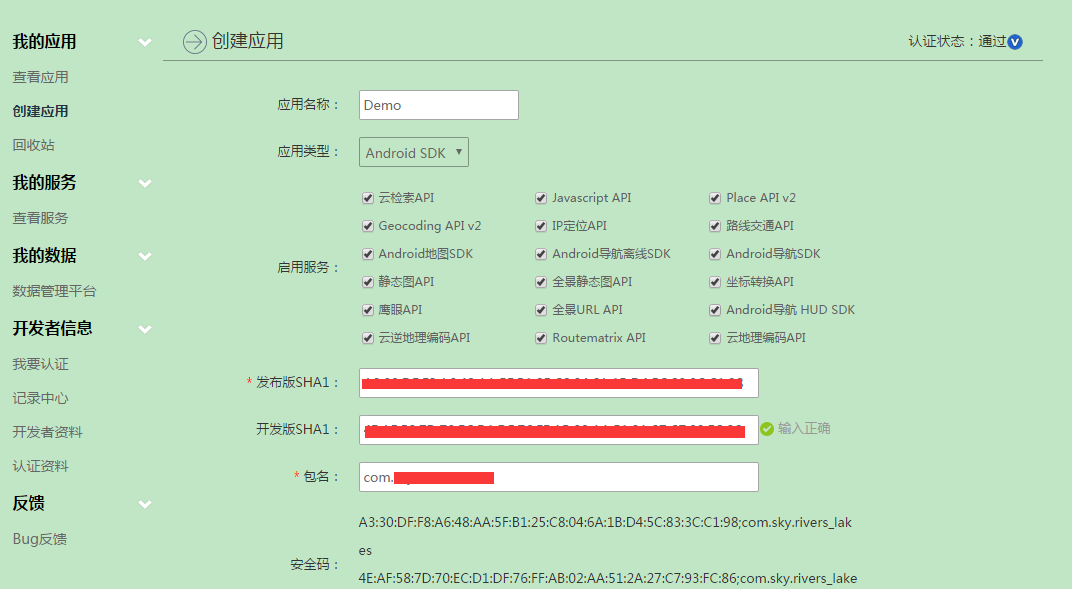 我的应用
查看应用
创建应用
回收站
我的服务
查看服务
我的数据
数据管理平台
开发者信息
我要认证
记录中心
开发者资料
认证资料
反馈
Bug反馈
创建应用
认证状态：通过
应用名称： Demo
应用类型： Android SDK
启用服务：
云检索API Javascript API Place API v2
Geocoding API v2 IP定位API 路线交通API
Android地图SDK Android导航离线SDK Android导航SDK
静态图API 全景静态图API 坐标转换API
鹰眼API 全景URL API Android导航 HUD SDK
云逆地理编码API Routematrix API 云地理编码API
* 发布版SHA1：
开发版SHA1： 输入正确
* 包名： com.
安全码：
A3:30:DF:F8:A6:48:AA:5F:B1:25:C8:04:6A:1B:D4:5C:83:3C:C1:98;com.sky.rivers_lak
es
4E:AF:58:7D:70:EC:D1:DF:76:FF:AB:02:AA:51:2A:27:C7:93:FC:86;com.sky.rivers_lake